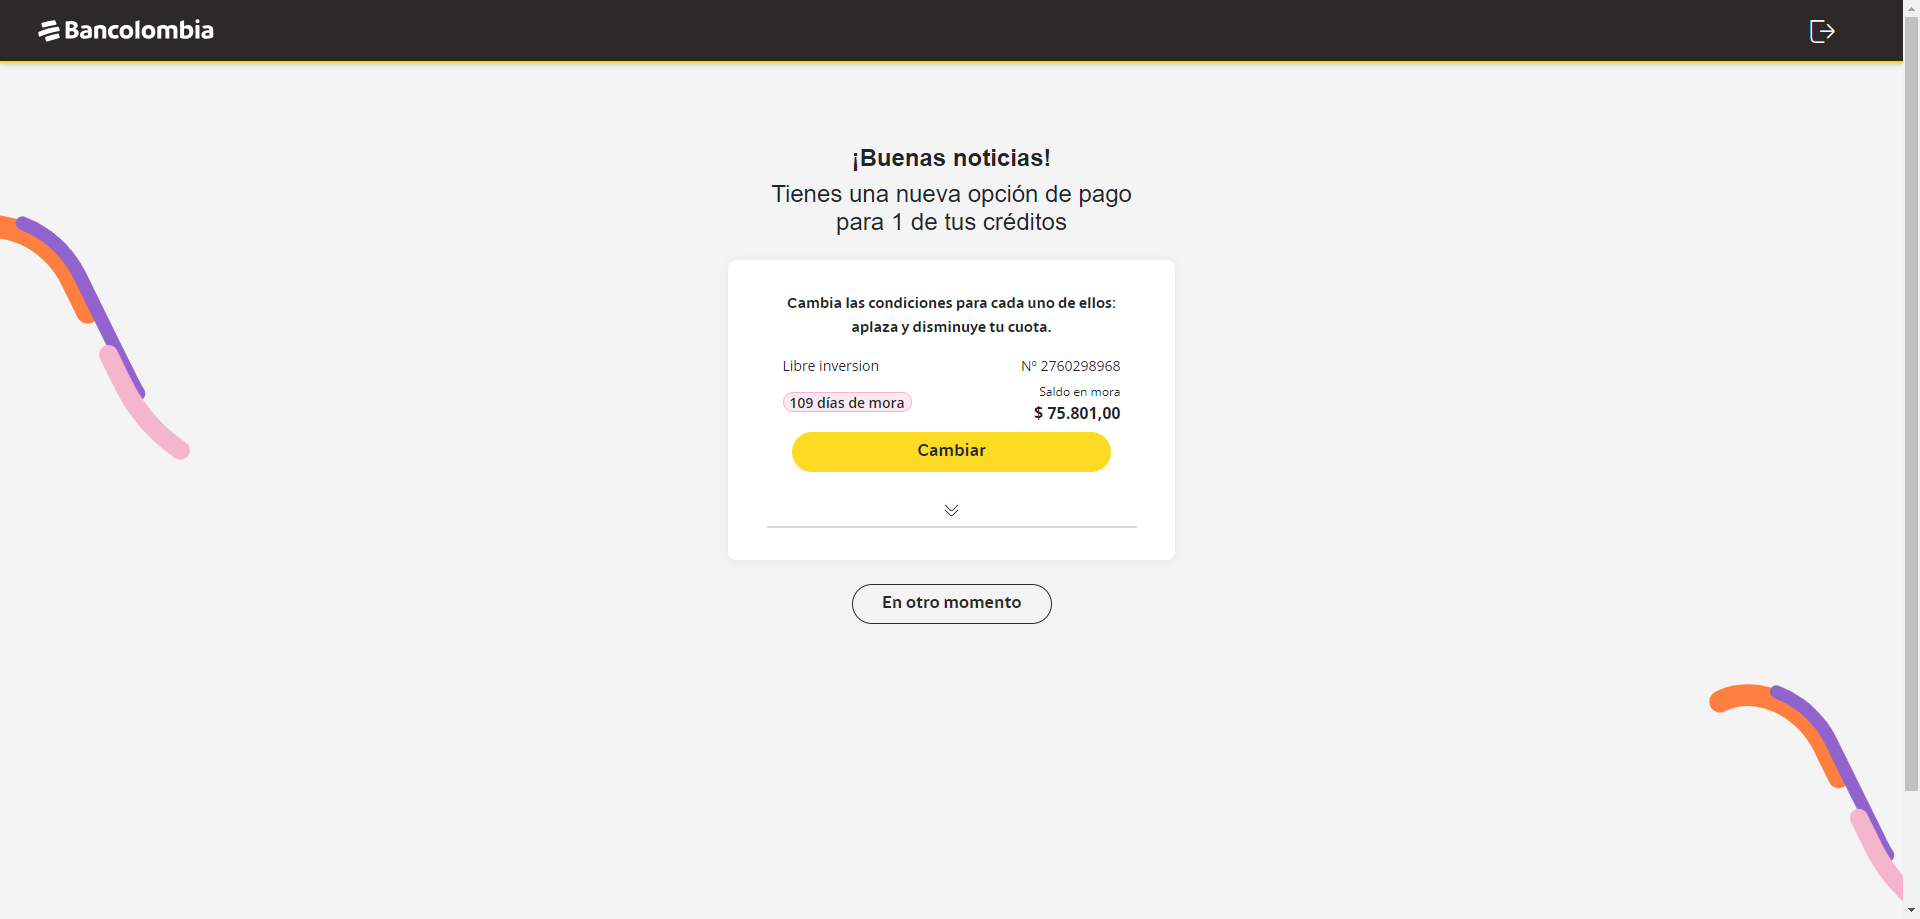 Bancolombia
¡Buenas noticias!
Tienes una nueva opción de pago
para 1 de tus créditos
Cambia las condiciones para cada uno de ellos:
aplaza y disminuye tu cuota.
Libre inversion Nº 2760298968
Saldo en mora
109 días de mora $ 75.801,00
Cambiar
En otro momento